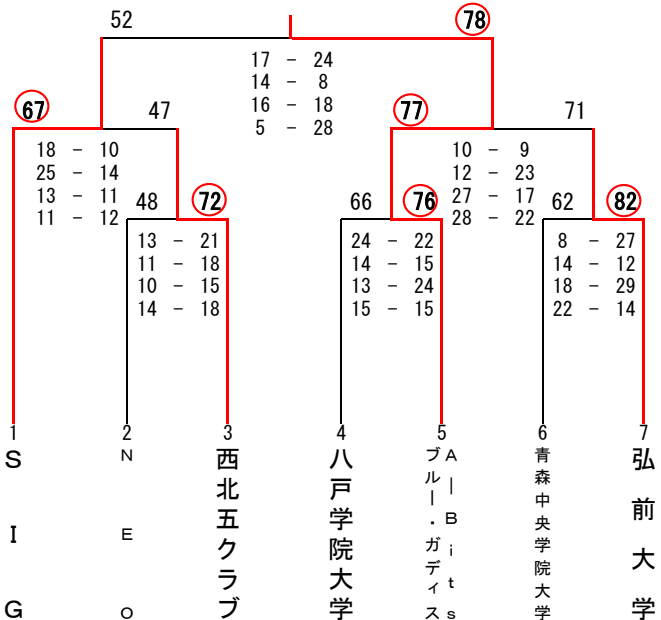 52 78
17 － 24
14 － 8
16 － 18
5 － 28
67 47 77 71
18 － 10
25 － 14
13 － 11
11 － 12
10 － 9
12 － 23
27 － 17
28 － 22
48 72 66 76 62 82
13 － 21
11 － 18
10 － 15
14 － 18
24 － 22
14 － 15
13 － 24
15 － 15
8 － 27
14 － 12
18 － 29
22 － 14
1 2 3 4 5 6 7
SIG
NEO
西北五クラブ
八戸学院大学
A－Bits
ブルー・ガディス
青森中央学院大学
弘前大学